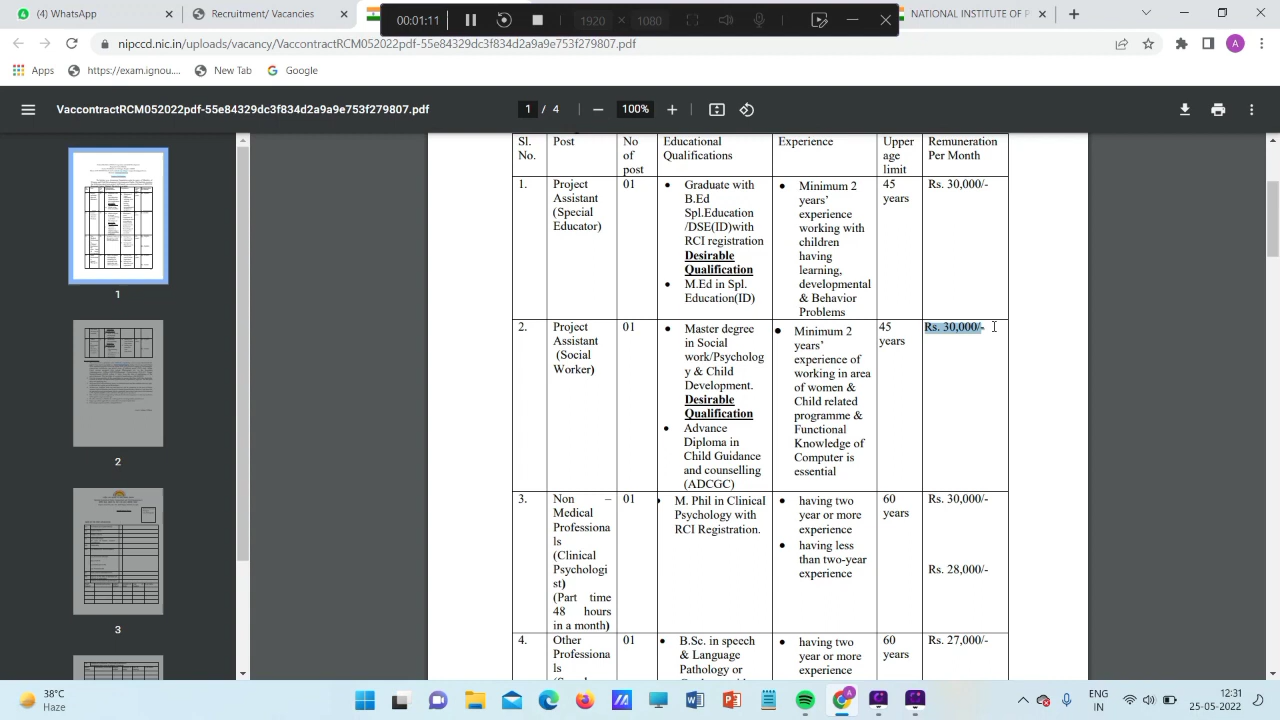 (4) WhatsApp
Recruitment/ Vacancies
00:01:11
1920 × 1080
NATIONAL INSTITUTE OF P
nipccd.nic.in/uploads/vacancy/VaccontractRCM052022pdf-55e84329dc3f834d2a9a9e753f279807.pdf
Apps
https://exam.ignou....
New Tab
Google
VaccontractRCM052022pdf-55e84329dc3f834d2a9a9e753f279807.pdf
1 / 4
100%
1
2
3
Sl. No.
Post
No of post
Educational Qualifications
Experience
Upper age limit
Remuneration Per Month
1.
Project
Assistant
(Special
Educator)
01
Graduate with
B.Ed
Spl.Education
/DSE(ID)with
RCI registration
Desirable
Qualification
M.Ed in Spl.
Education(ID)
Minimum 2
years’
experience
working with
children
having
learning,
developmental
& Behavior
Problems
45
years
Rs. 30,000/-
2.
Project
Assistant
(Social
Worker)
01
Master degree
in Social
work/Psycholog
y & Child
Development.
Desirable
Qualification
Advance
Diploma in
Child Guidance
and counselling
(ADCGC)
Minimum 2
years’
experience of
working in area
of women &
Child related
programme &
Functional
Knowledge of
Computer is
essential
45
years
Rs. 30,000/-
3.
Non –
Medical
Professiona
ls
(Clinical
Psychologi
st)
(Part time
48 hours
in a month)
01
M. Phil in Clinical
Psychology with
RCI Registration.
having two
year or more
experience
having less
than two-year
experience
60
years
Rs. 30,000/-
Rs. 28,000/-
4.
Other
Professiona
ls
01
B.Sc. in speech
& Language
Pathology or
having two
year or more
experience
60
years
Rs. 27,000/-
38°C
Haze
ENG
IN
12:31
25-05-2022